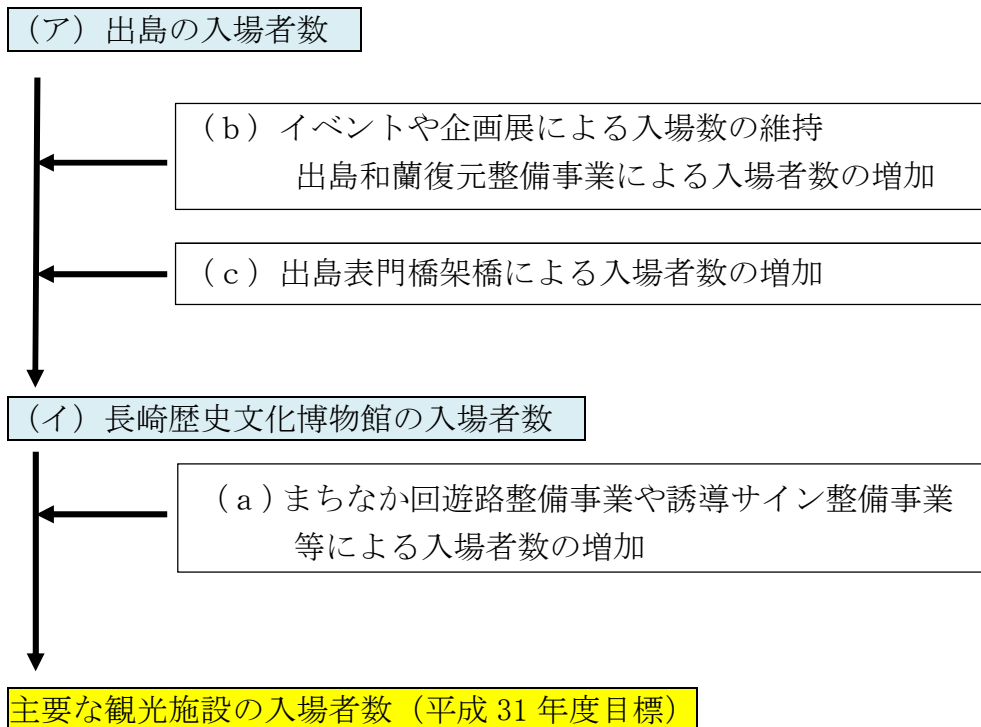 （ア）出島の入場者数
（ｂ）イベントや企画展による入場数の維持
出島和蘭復元整備事業による入場者数の増加
（ｃ）出島表門橋架橋による入場者数の増加
（イ）長崎歴史文化博物館の入場者数
（ａ）まちなか回遊路整備事業や誘導サイン整備事業
等による入場者数の増加
主要な観光施設の入場者数（平成 31 年度目標）